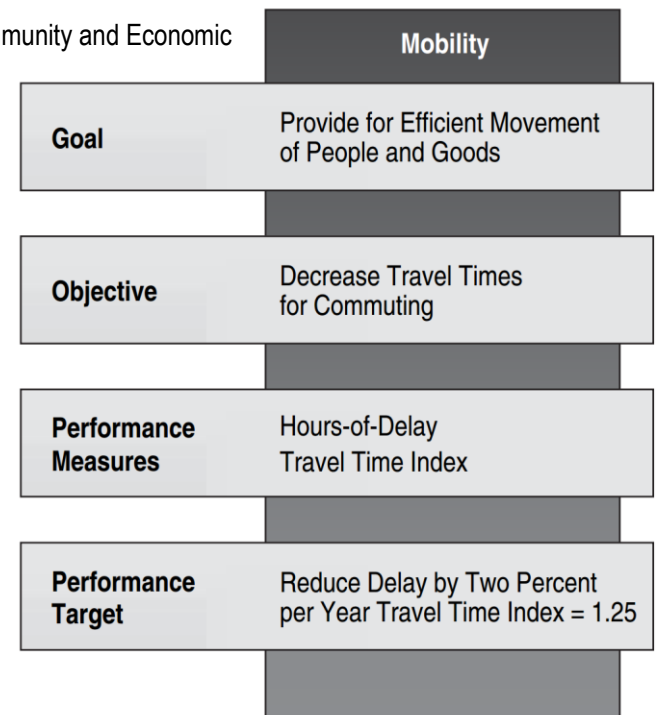 and Economic
Mobility
Goal
Provide for Efficient Movement
of People and Goods
Objective
Decrease Travel Times
for Commuting
Performance
Measures
Hours-of-Delay
Travel Time Index
Performance
Target
Reduce Delay by Two Percent
per Year Travel Time Index = 1.25